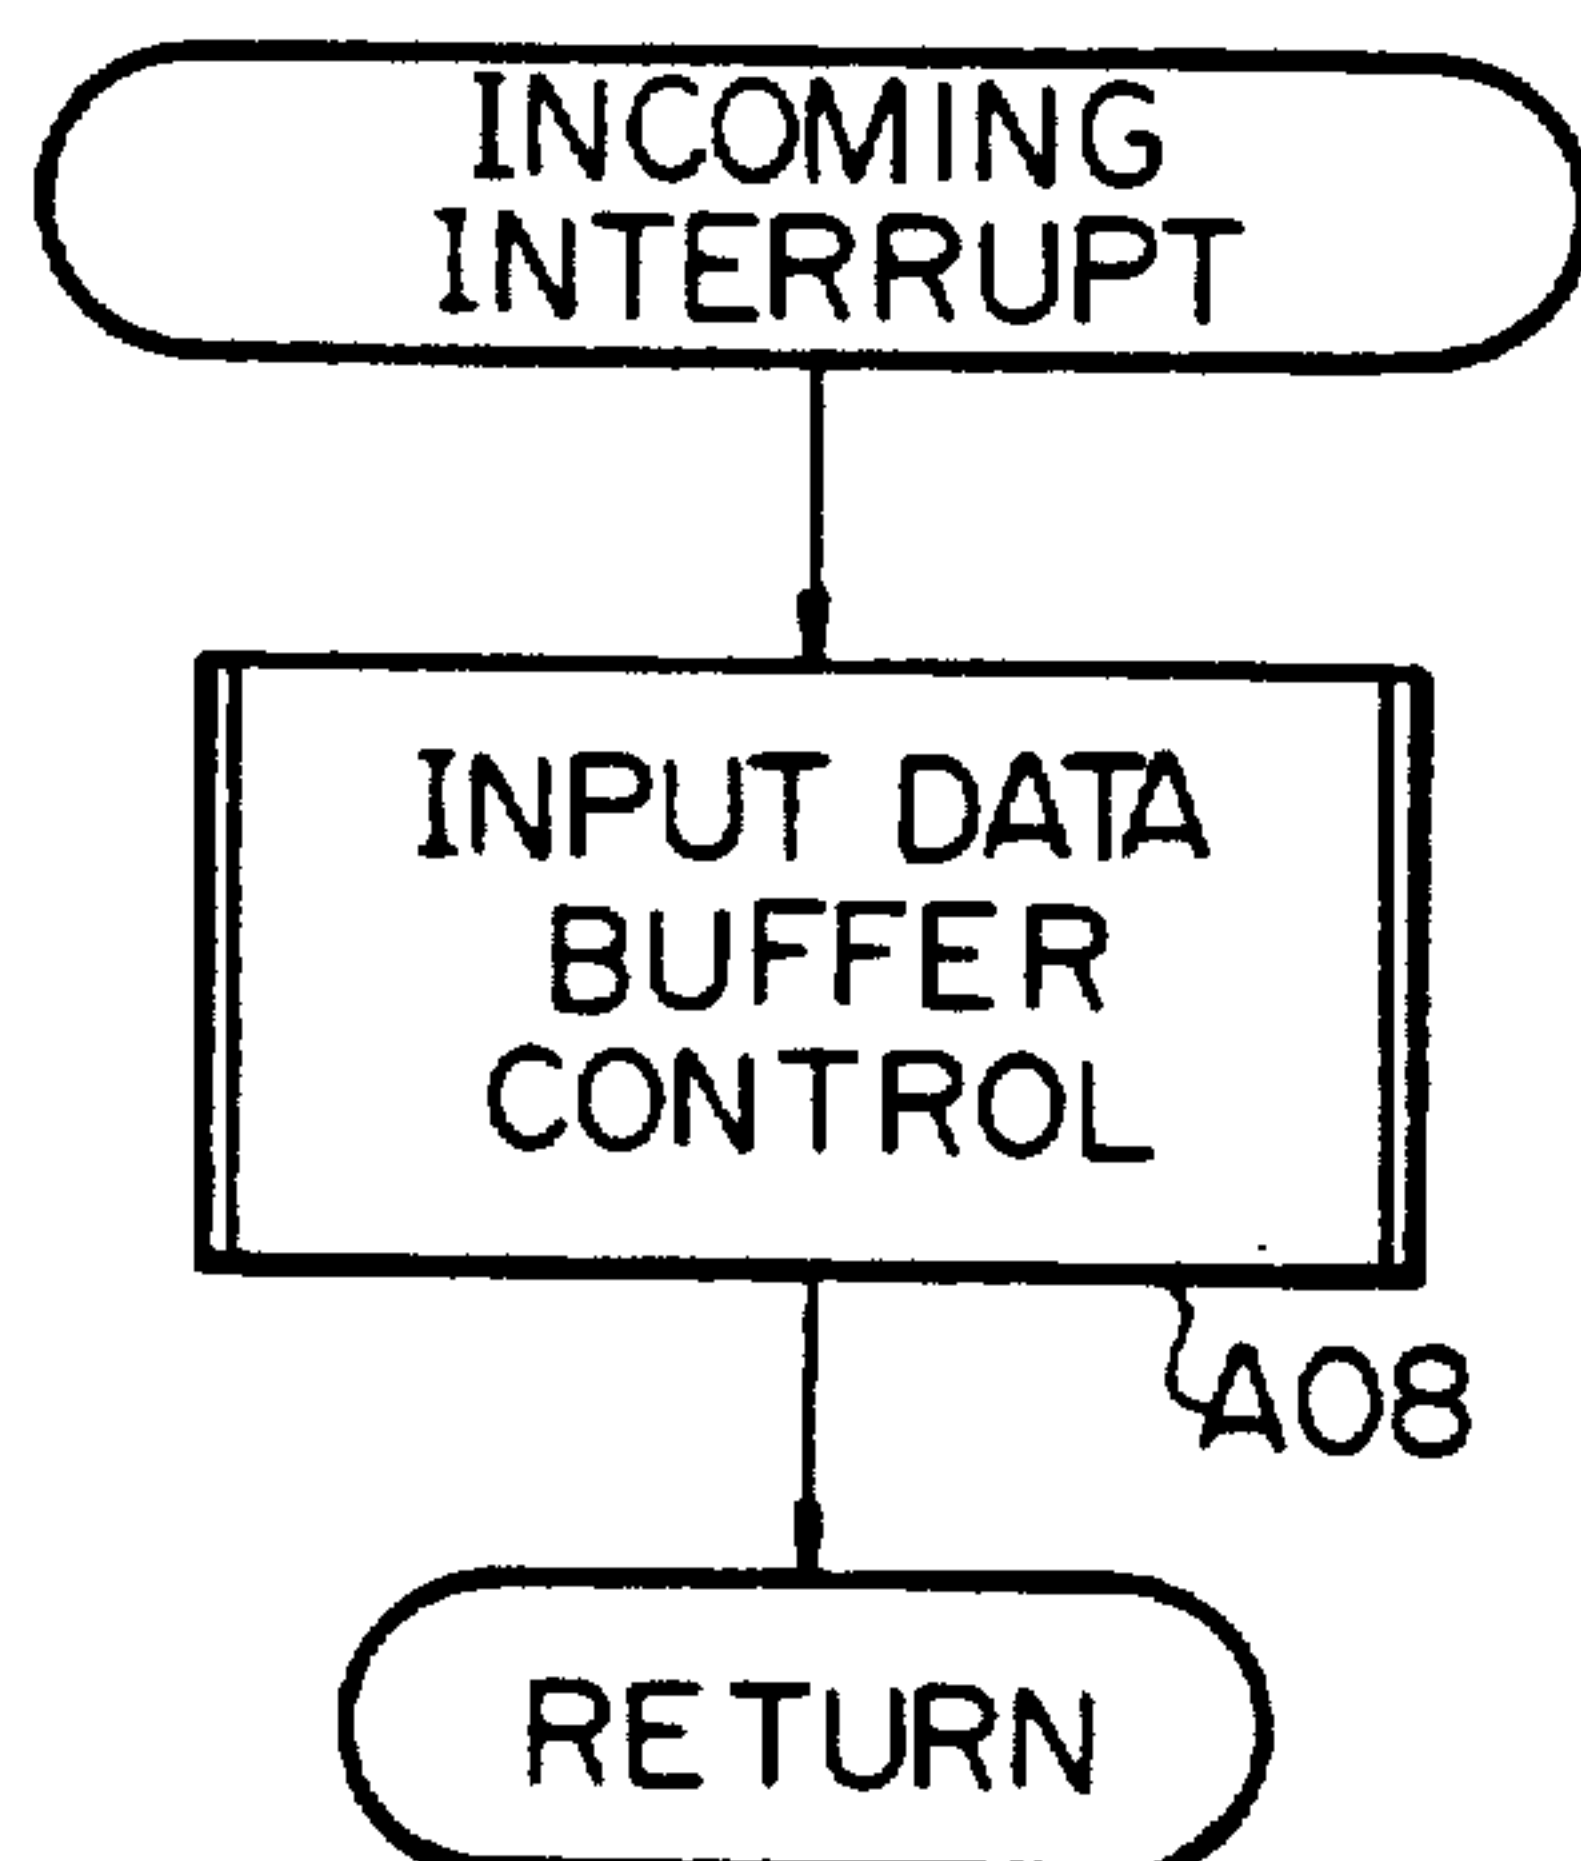 INCOMING
INTERRUPT
INPUT DATA
BUFFER
CONTROL
A08
RETURN